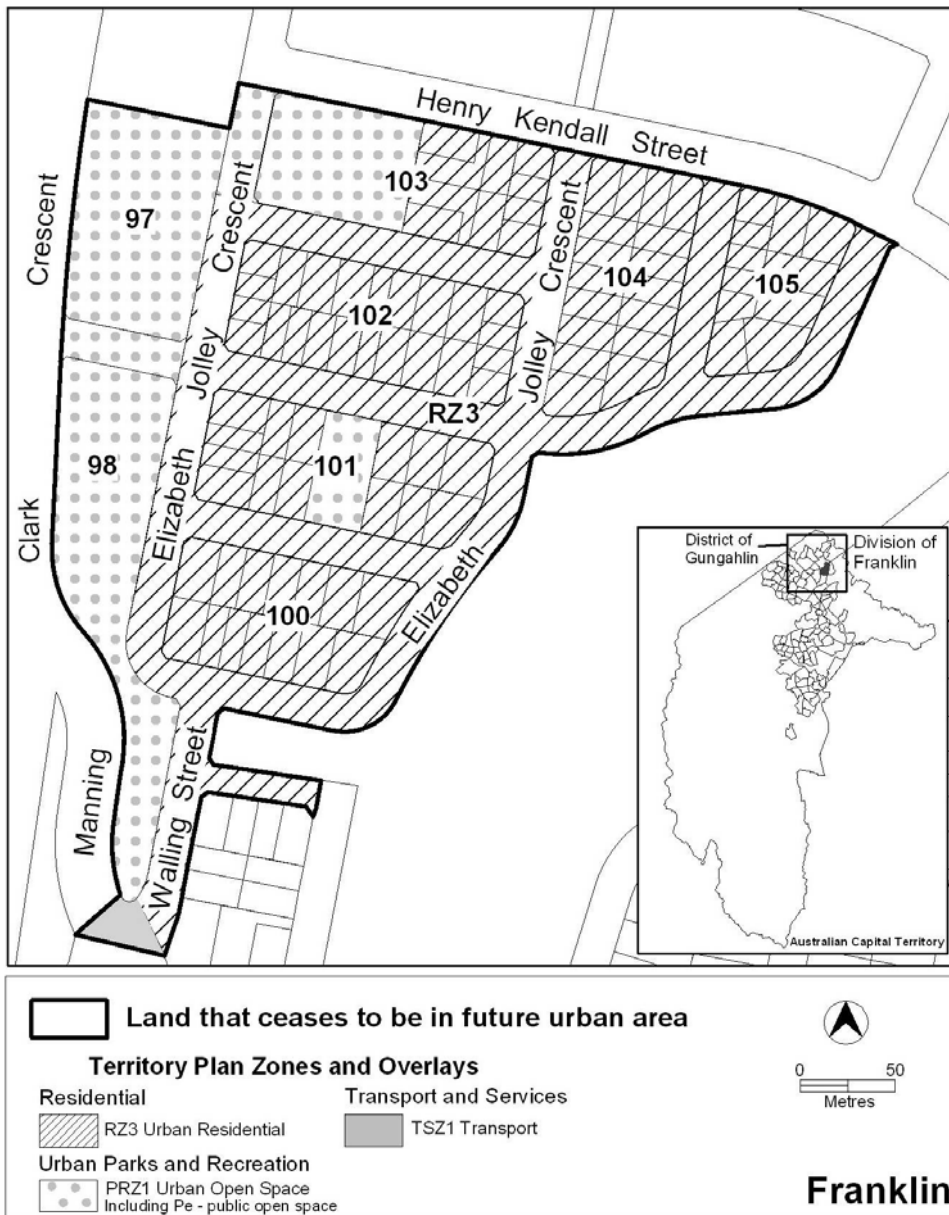 Henry Kendall Street
Crescent
97
Crescent
103
Crescent
104
105
102
Jolley
Jolley
RZ3
98
101
Clark
Elizabeth
Elizabeth
100
Manning
Walling Street
District of
Gungahlin
Division of
Franklin
Australian Capital Territory
Land that ceases to be in future urban area
Territory Plan Zones and Overlays
Residential
RZ3 Urban Residential
Urban Parks and Recreation
PRZ1 Urban Open Space
Including Pe - public open space
Transport and Services
TSZ1 Transport
0 50
Metres
Franklin